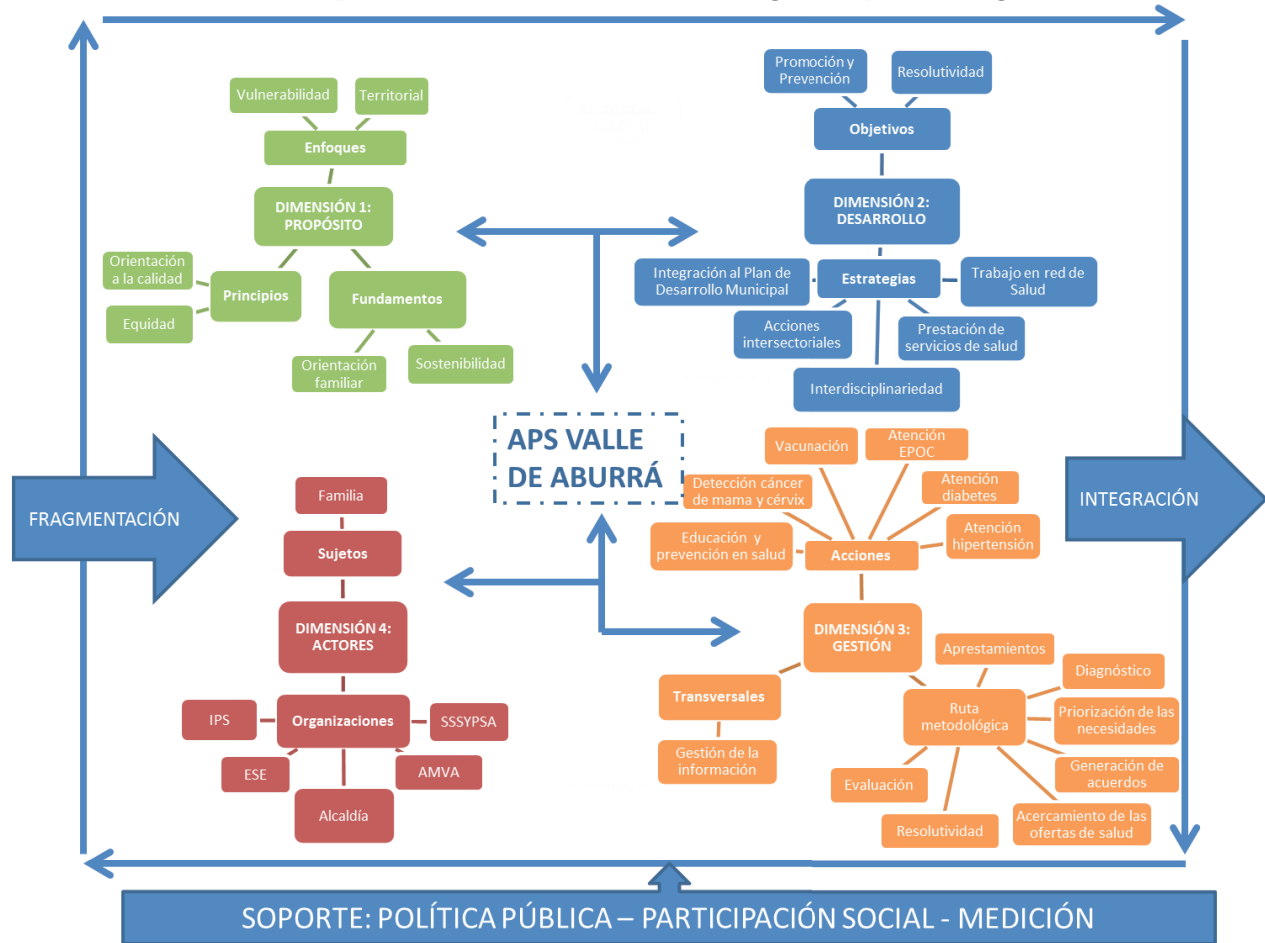 Vulnerabilidad
Territorial
Enfoques
DIMENSIÓN 1:
PROPÓSITO
Orientación
a la calidad
Principios
Equidad
Fundamentos
Orientación
familiar
Sostenibilidad
Promoción y
Prevención
Resolutividad
Objetivos
DIMENSIÓN 2:
DESARROLLO
Integración al Plan de
Desarrollo Municipal
Estrategias
Trabajo en red de
Salud
Acciones
intersectoriales
Prestación de
servicios de salud
Interdisciplinariedad
APS VALLE
DE ABURRÁ
FRAGMENTACIÓN
INTEGRACIÓN
Familia
Sujetos
DIMENSIÓN 4:
ACTORES
IPS
Organizaciones
SSSYPSA
ESE
AMVA
Alcaldía
Vacunación
Atención
EPOC
Detección cáncer
de mama y cérvix
Atención
diabetes
Educación y
prevención en salud
Acciones
Atención
hipertensión
DIMENSIÓN 3:
GESTIÓN
Transversales
Gestión de la
información
Ruta
metodológica
Aprestamientos
Diagnóstico
Priorización de las
necesidades
Generación de
acuerdos
Acercamiento de las
ofertas de salud
Resolutividad
Evaluación
SOPORTE: POLÍTICA PÚBLICA – PARTICIPACIÓN SOCIAL - MEDICIÓN